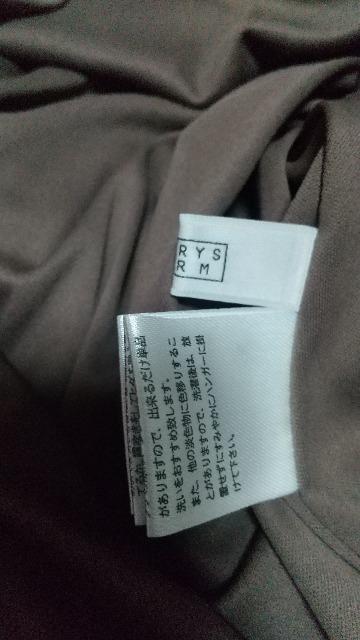 RYS
RM
がありますので、出来るだけ単品
洗いをおすすめ致します。
また、他の淡色物に色移りするこ
とがありますので、洗濯後は、放
置せずにすみやかにハンガーに掛
けて下さい。